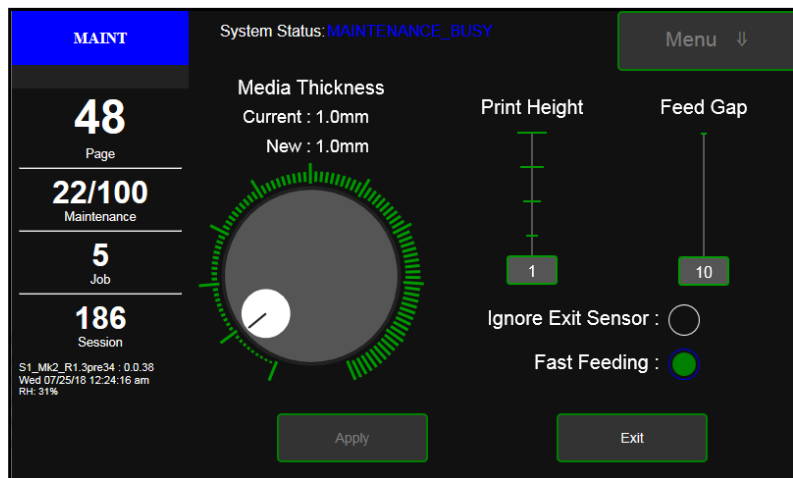 MAINT
System Status:MAINTENANCE_BUSY
Menu ⇓
48
Page
22/100
Maintenance
5
Job
186
Session
S1_Mk2_R1.3pre34 : 0.0.38
Wed 07/25/18 12:24:16 am
RH: 31%
Media Thickness
Current : 1.0mm
New : 1.0mm
Print Height
1
Feed Gap
10
Ignore Exit Sensor :
Fast Feeding :
Apply
Exit